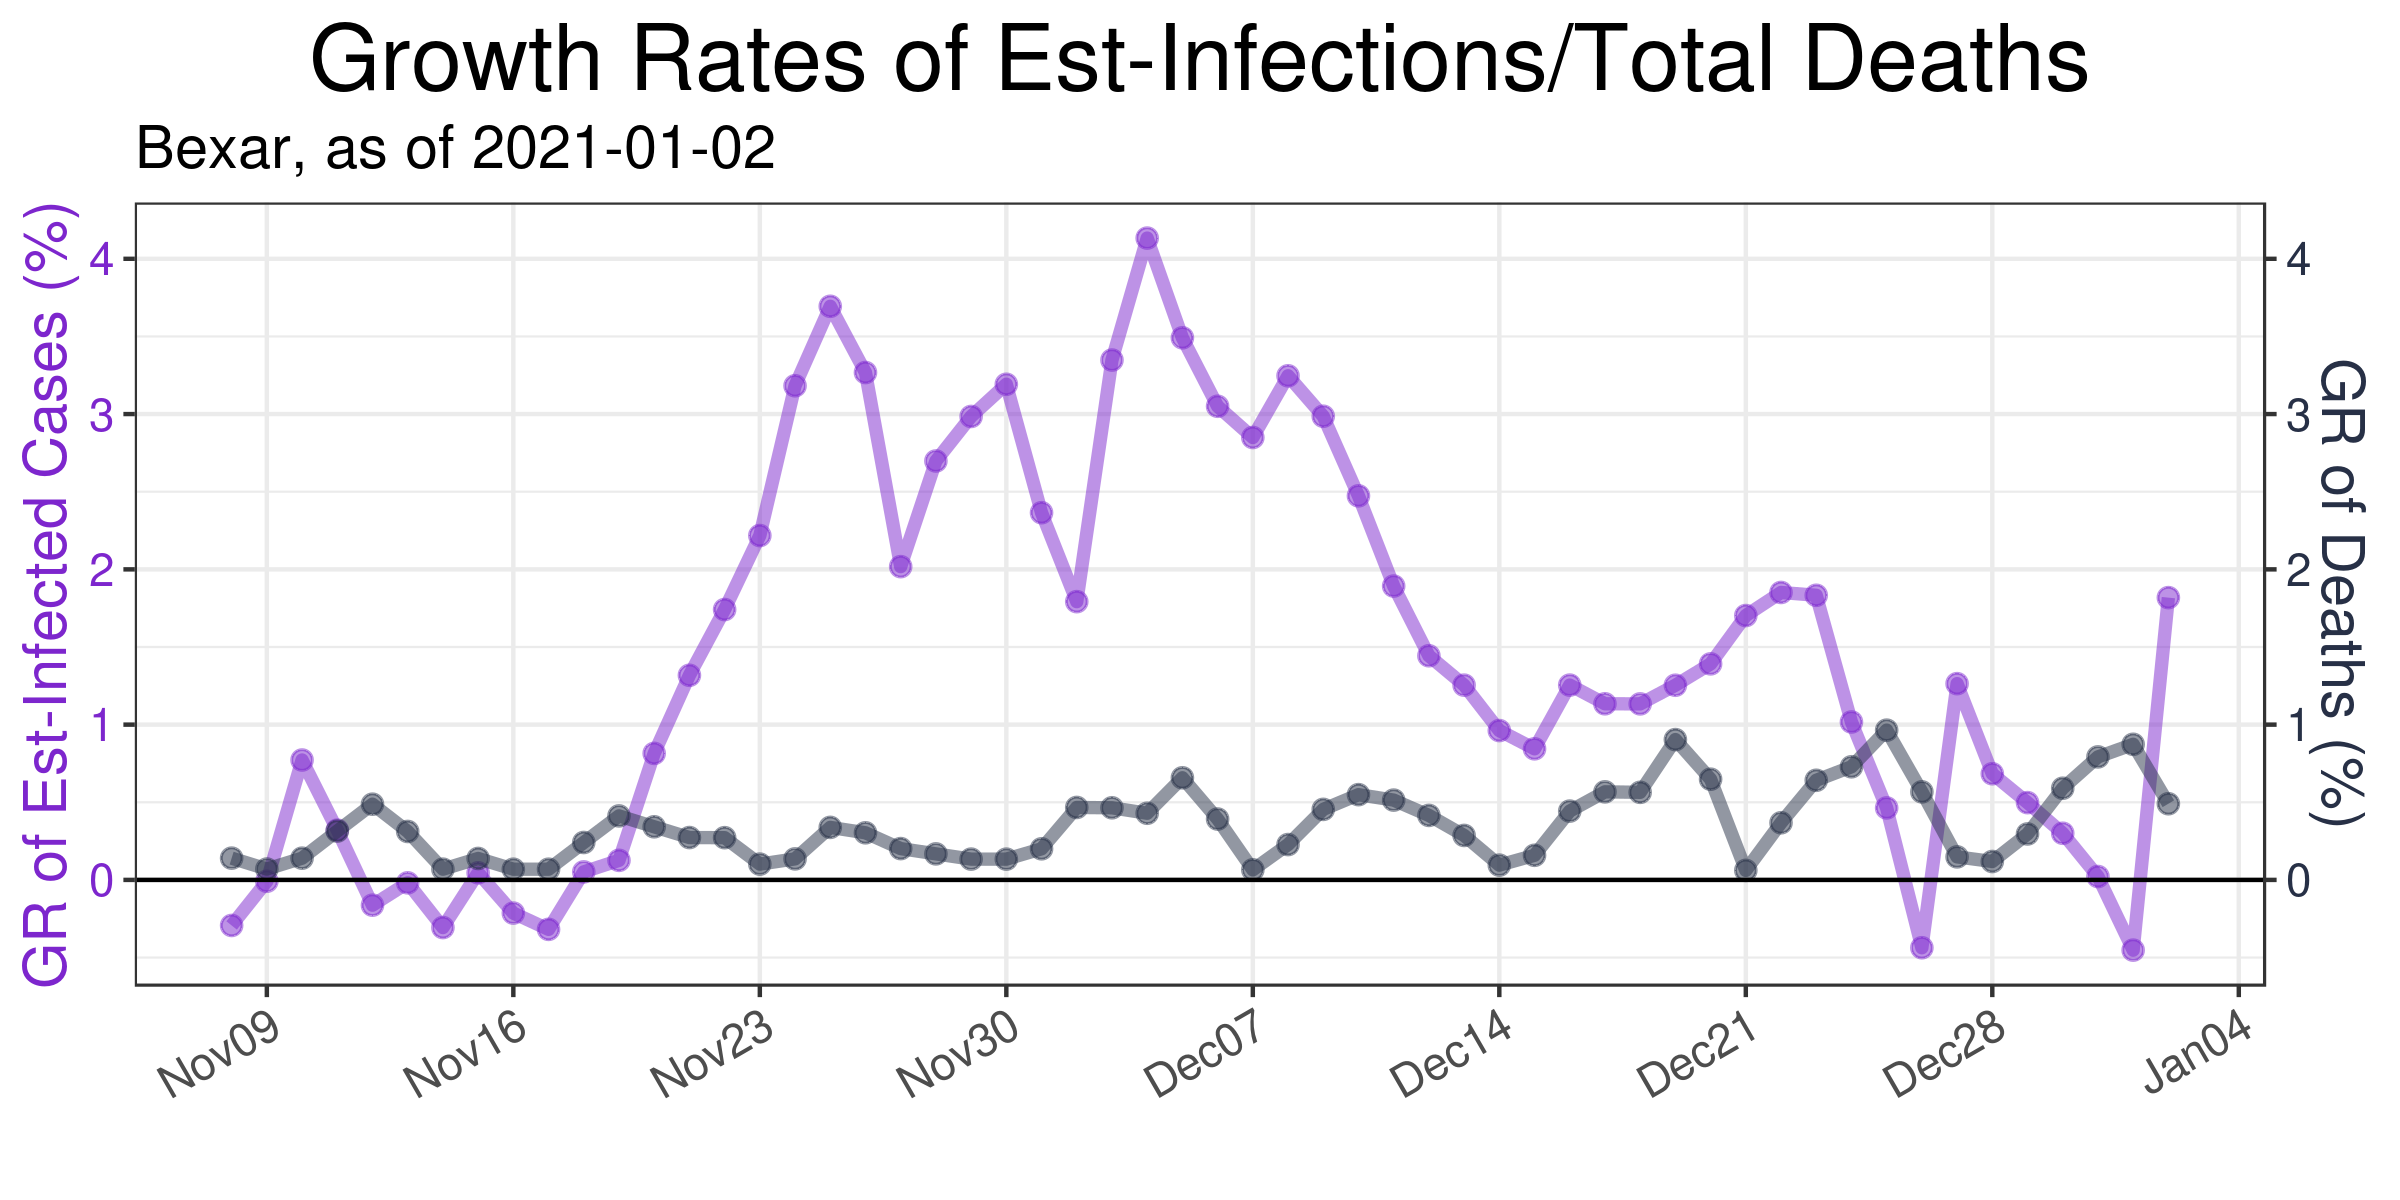 Growth Rates of Est-Infections/Total Deaths
Bexar, as of 2021-01-02
GR of Est-Infected Cases (%)
4
3
2
1
0
4
3
2
1
0
GR of Deaths (%)
Nov09
Nov16
Nov23
Nov30
Dec07
Dec14
Dec21
Dec28
Jan04